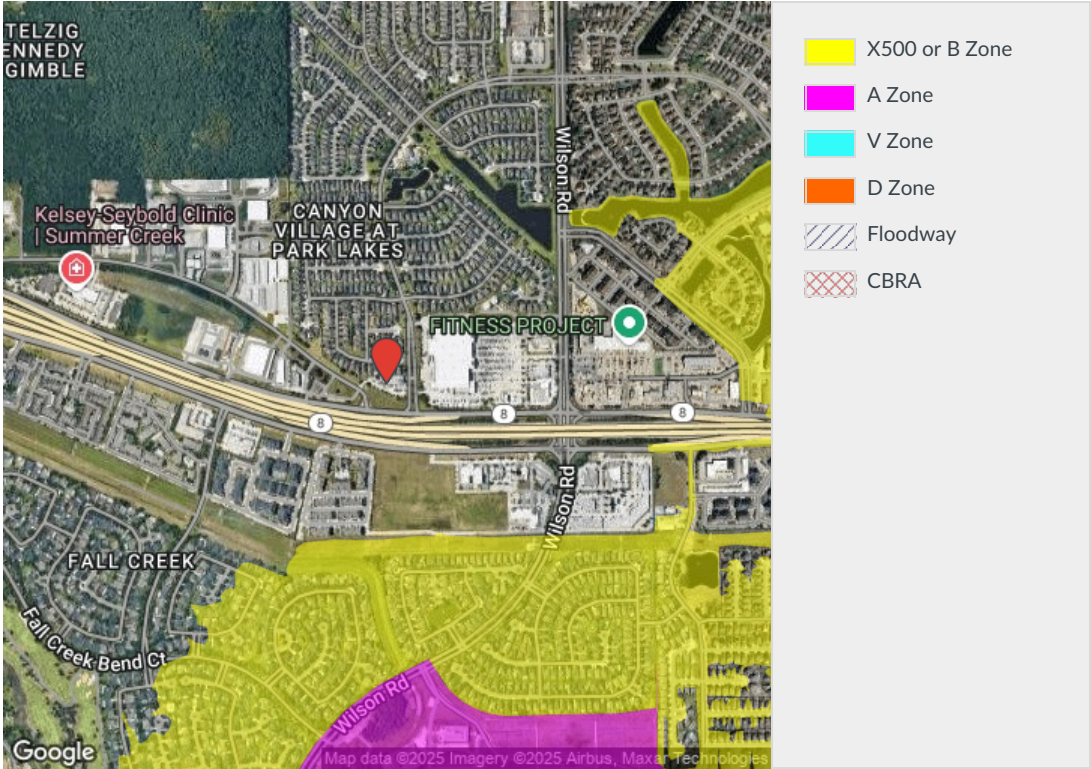 TELZIG
ENNEDY
GIMBLE
Wilson Rd
Kelsey-Seybold Clinic
| Summer Creek
CANYON
VILLAGE AT
PARK LAKES
FITNESS PROJECT
8
8
8
Wilson Rd
FALL CREEK
Fall Creek Bend Ct
Wilson Rd
Google
Map data ©2025 Imagery ©2025 Airbus, Maxar Technologies
X500 or B Zone
A Zone
V Zone
D Zone
Floodway
CBRA